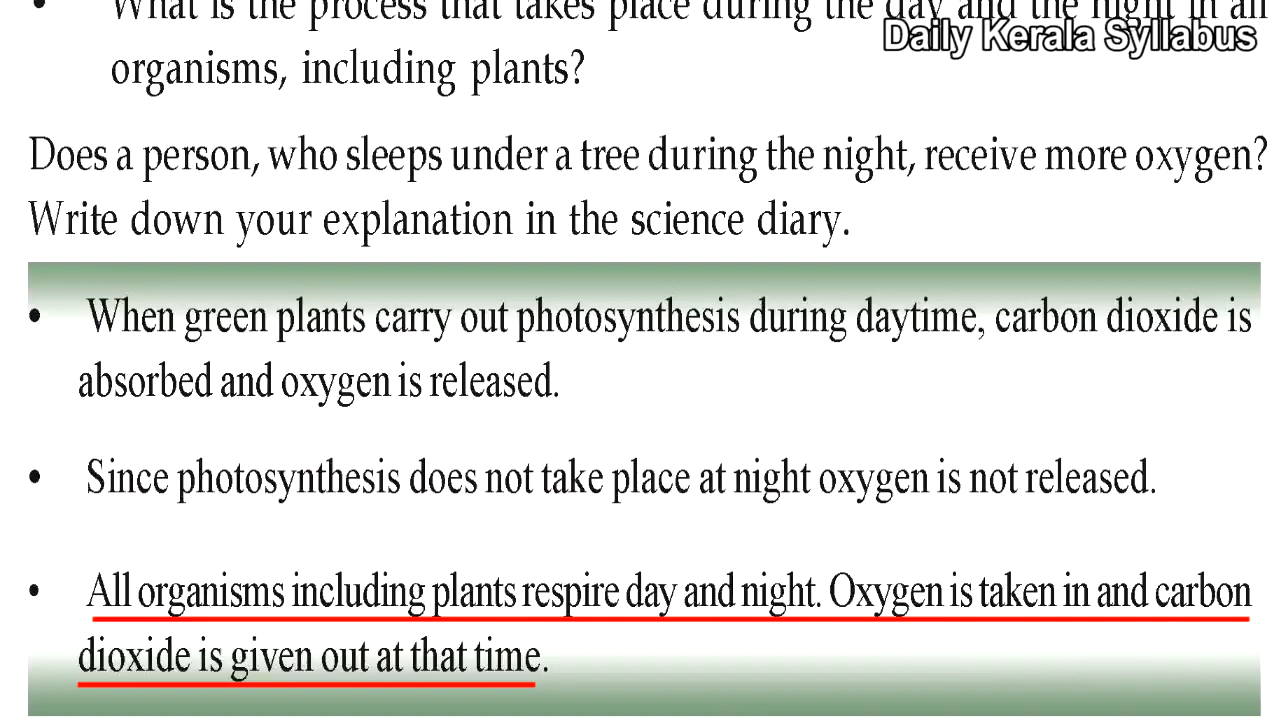 • What is the process that takes place during the day and the night in all
Daily Kerala Syllabus
organisms, including plants?
Does a person, who sleeps under a tree during the night, receive more oxygen?
Write down your explanation in the science diary.
• When green plants carry out photosynthesis during daytime, carbon dioxide is
absorbed and oxygen is released.
• Since photosynthesis does not take place at night oxygen is not released.
• All organisms including plants respire day and night. Oxygen is taken in and carbon
dioxide is given out at that time.